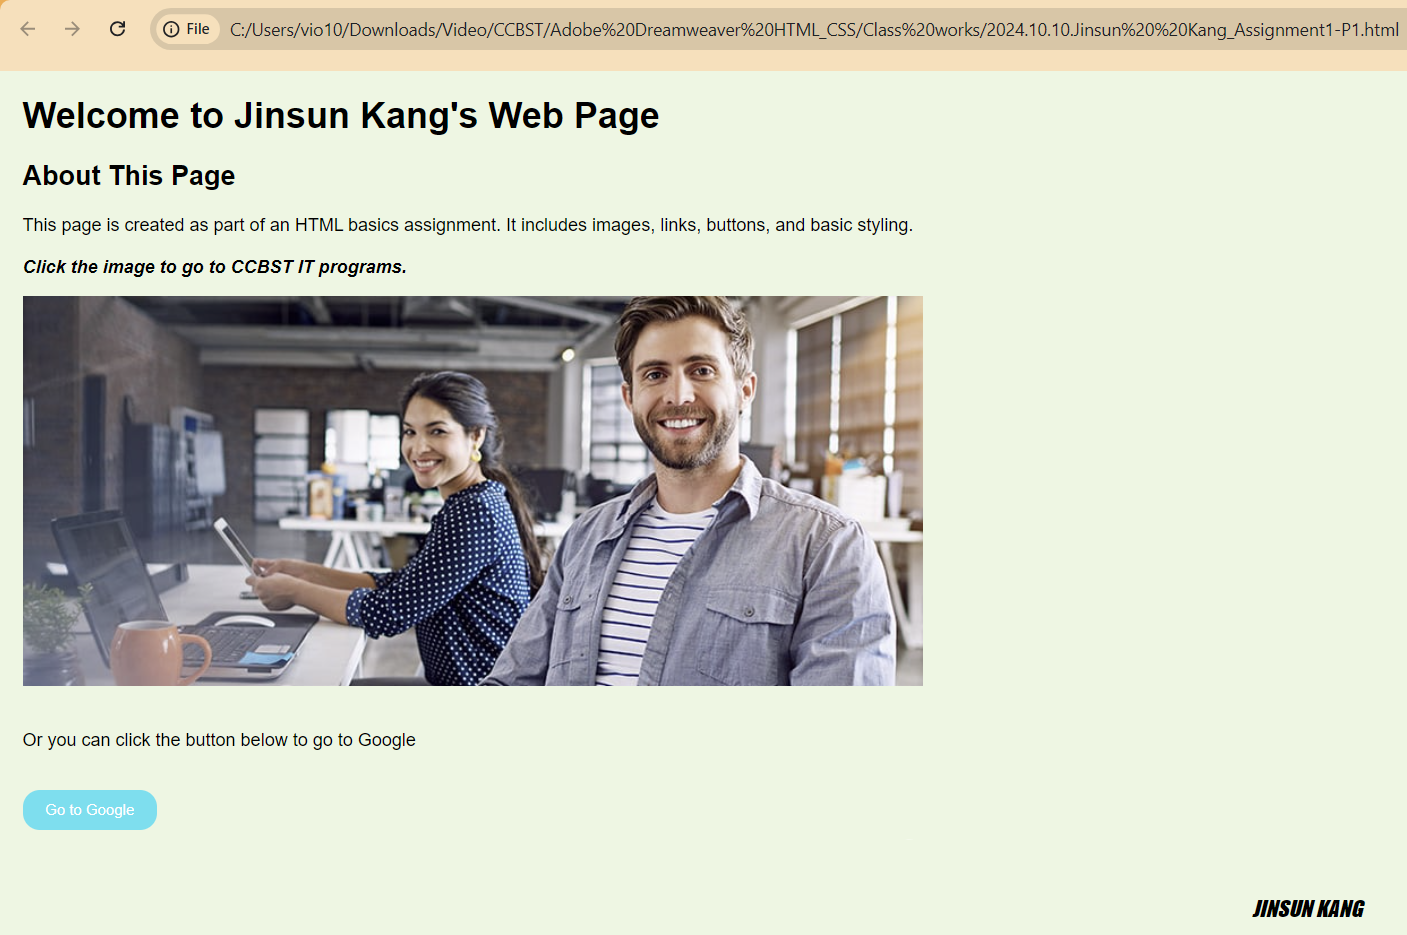 File C:/Users/vio10/Downloads/Video/CCBST/Adobe%20Dreamweaver%20HTML_CSS/Class%20works/2024.10.10.Jinsun%20%20Kang_Assignment1-P1.html
Welcome to Jinsun Kang's Web Page
About This Page
This page is created as part of an HTML basics assignment. It includes images, links, buttons, and basic styling.
Click the image to go to CCBST IT programs.
Or you can click the button below to go to Google
Go to Google
JINSUN KANG